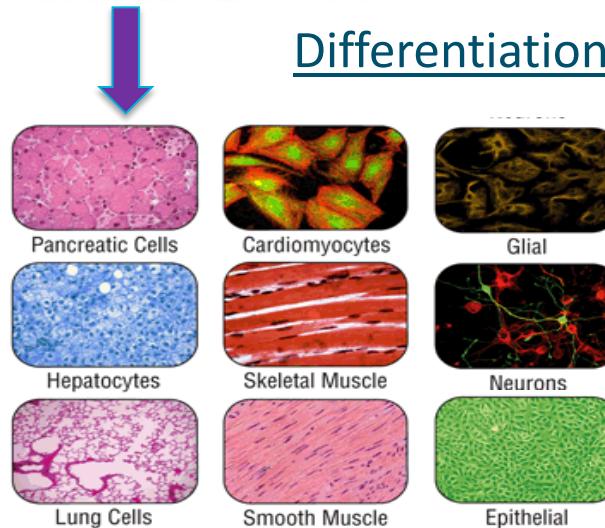 Differentiation
Pancreatic Cells
Cardiomyocytes
Glial
Hepatocytes
Skeletal Muscle
Neurons
Lung Cells
Smooth Muscle
Epithelial